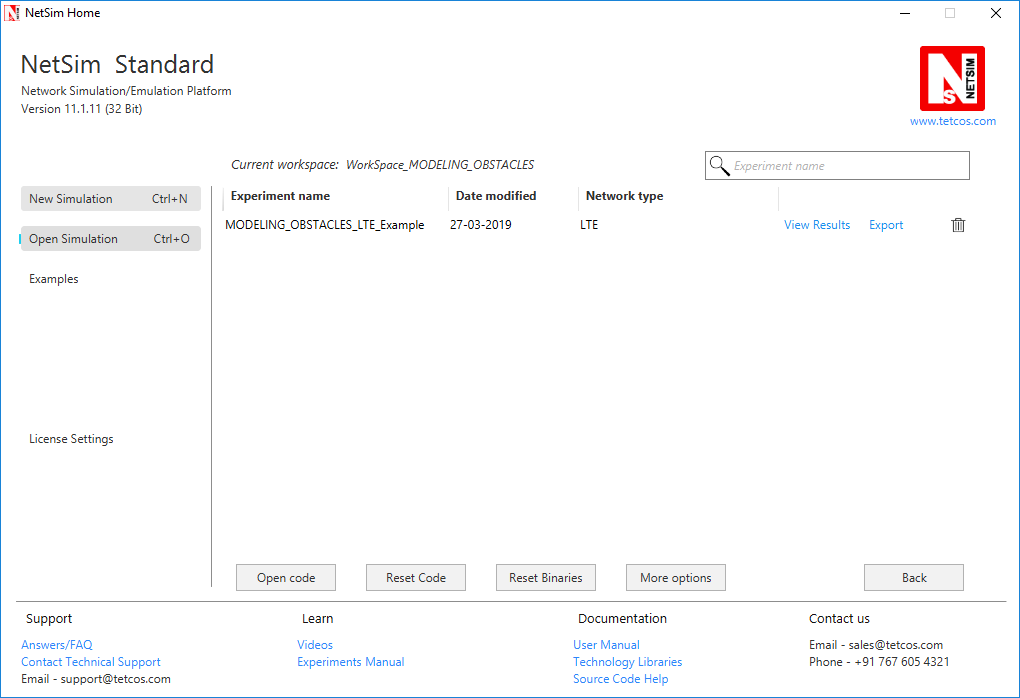 NetSim Home
NetSim Standard
Network Simulation/Emulation Platform
Version 11.1.11 (32 Bit)
NETSIM
N
S
www.tetcos.com
Current workspace: WorkSpace_MODELING_OBSTACLES
Experiment name
New Simulation Ctrl+N
Open Simulation Ctrl+O
Examples
License Settings
Experiment name Date modified Network type
MODELING_OBSTACLES_LTE_Example 27-03-2019 LTE View Results Export
Open code Reset Code Reset Binaries More options Back
Support
Answers/FAQ
Contact Technical Support
Email - support@tetcos.com
Learn
Videos
Experiments Manual
Documentation
User Manual
Technology Libraries
Source Code Help
Contact us
Email - sales@tetcos.com
Phone - +91 767 605 4321